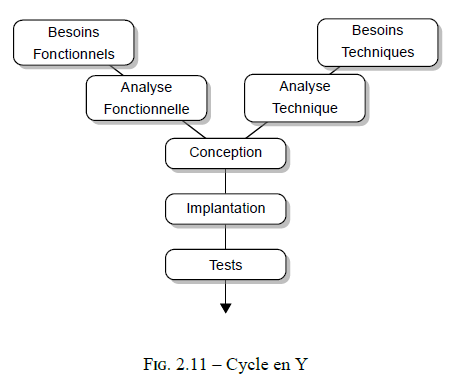 Besoins
Fonctionnels
Besoins
Techniques
Analyse
Fonctionnelle
Analyse
Technique
Conception
Implantation
Tests
FIG. 2.11 – Cycle en Y